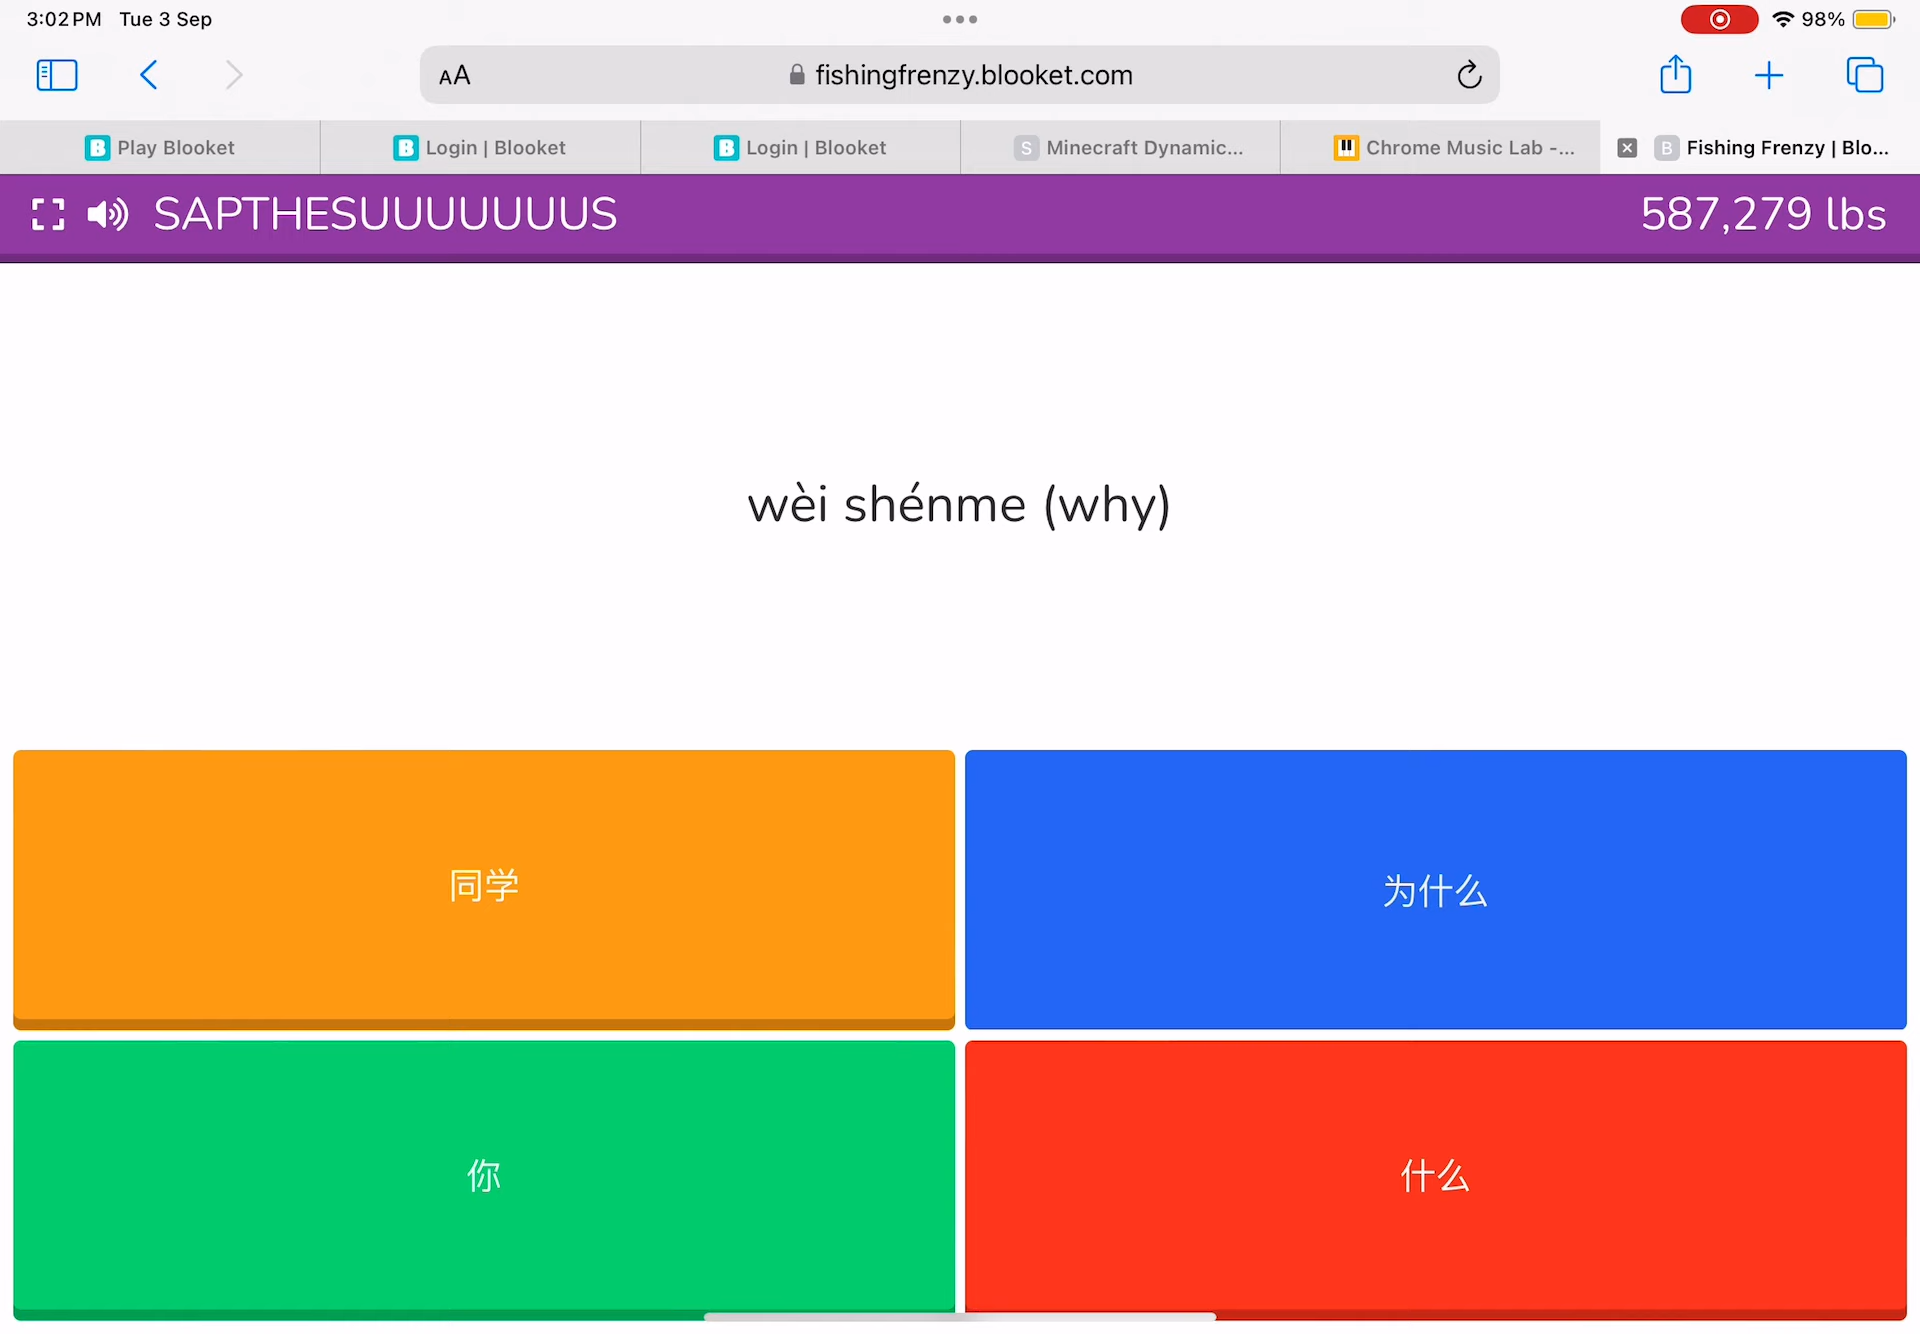 3:02 PM Tue 3 Sep
98%
AA
fishingfrenzy.blooket.com
B Play Blooket
B Login | Blooket
B Login | Blooket
S Minecraft Dynamic...
Chrome Music Lab -...
B Fishing Frenzy | Blo...
SAPTHESUUUUUUUS
587,279 lbs
wèi shénme (why)
同学
为什么
你
什么